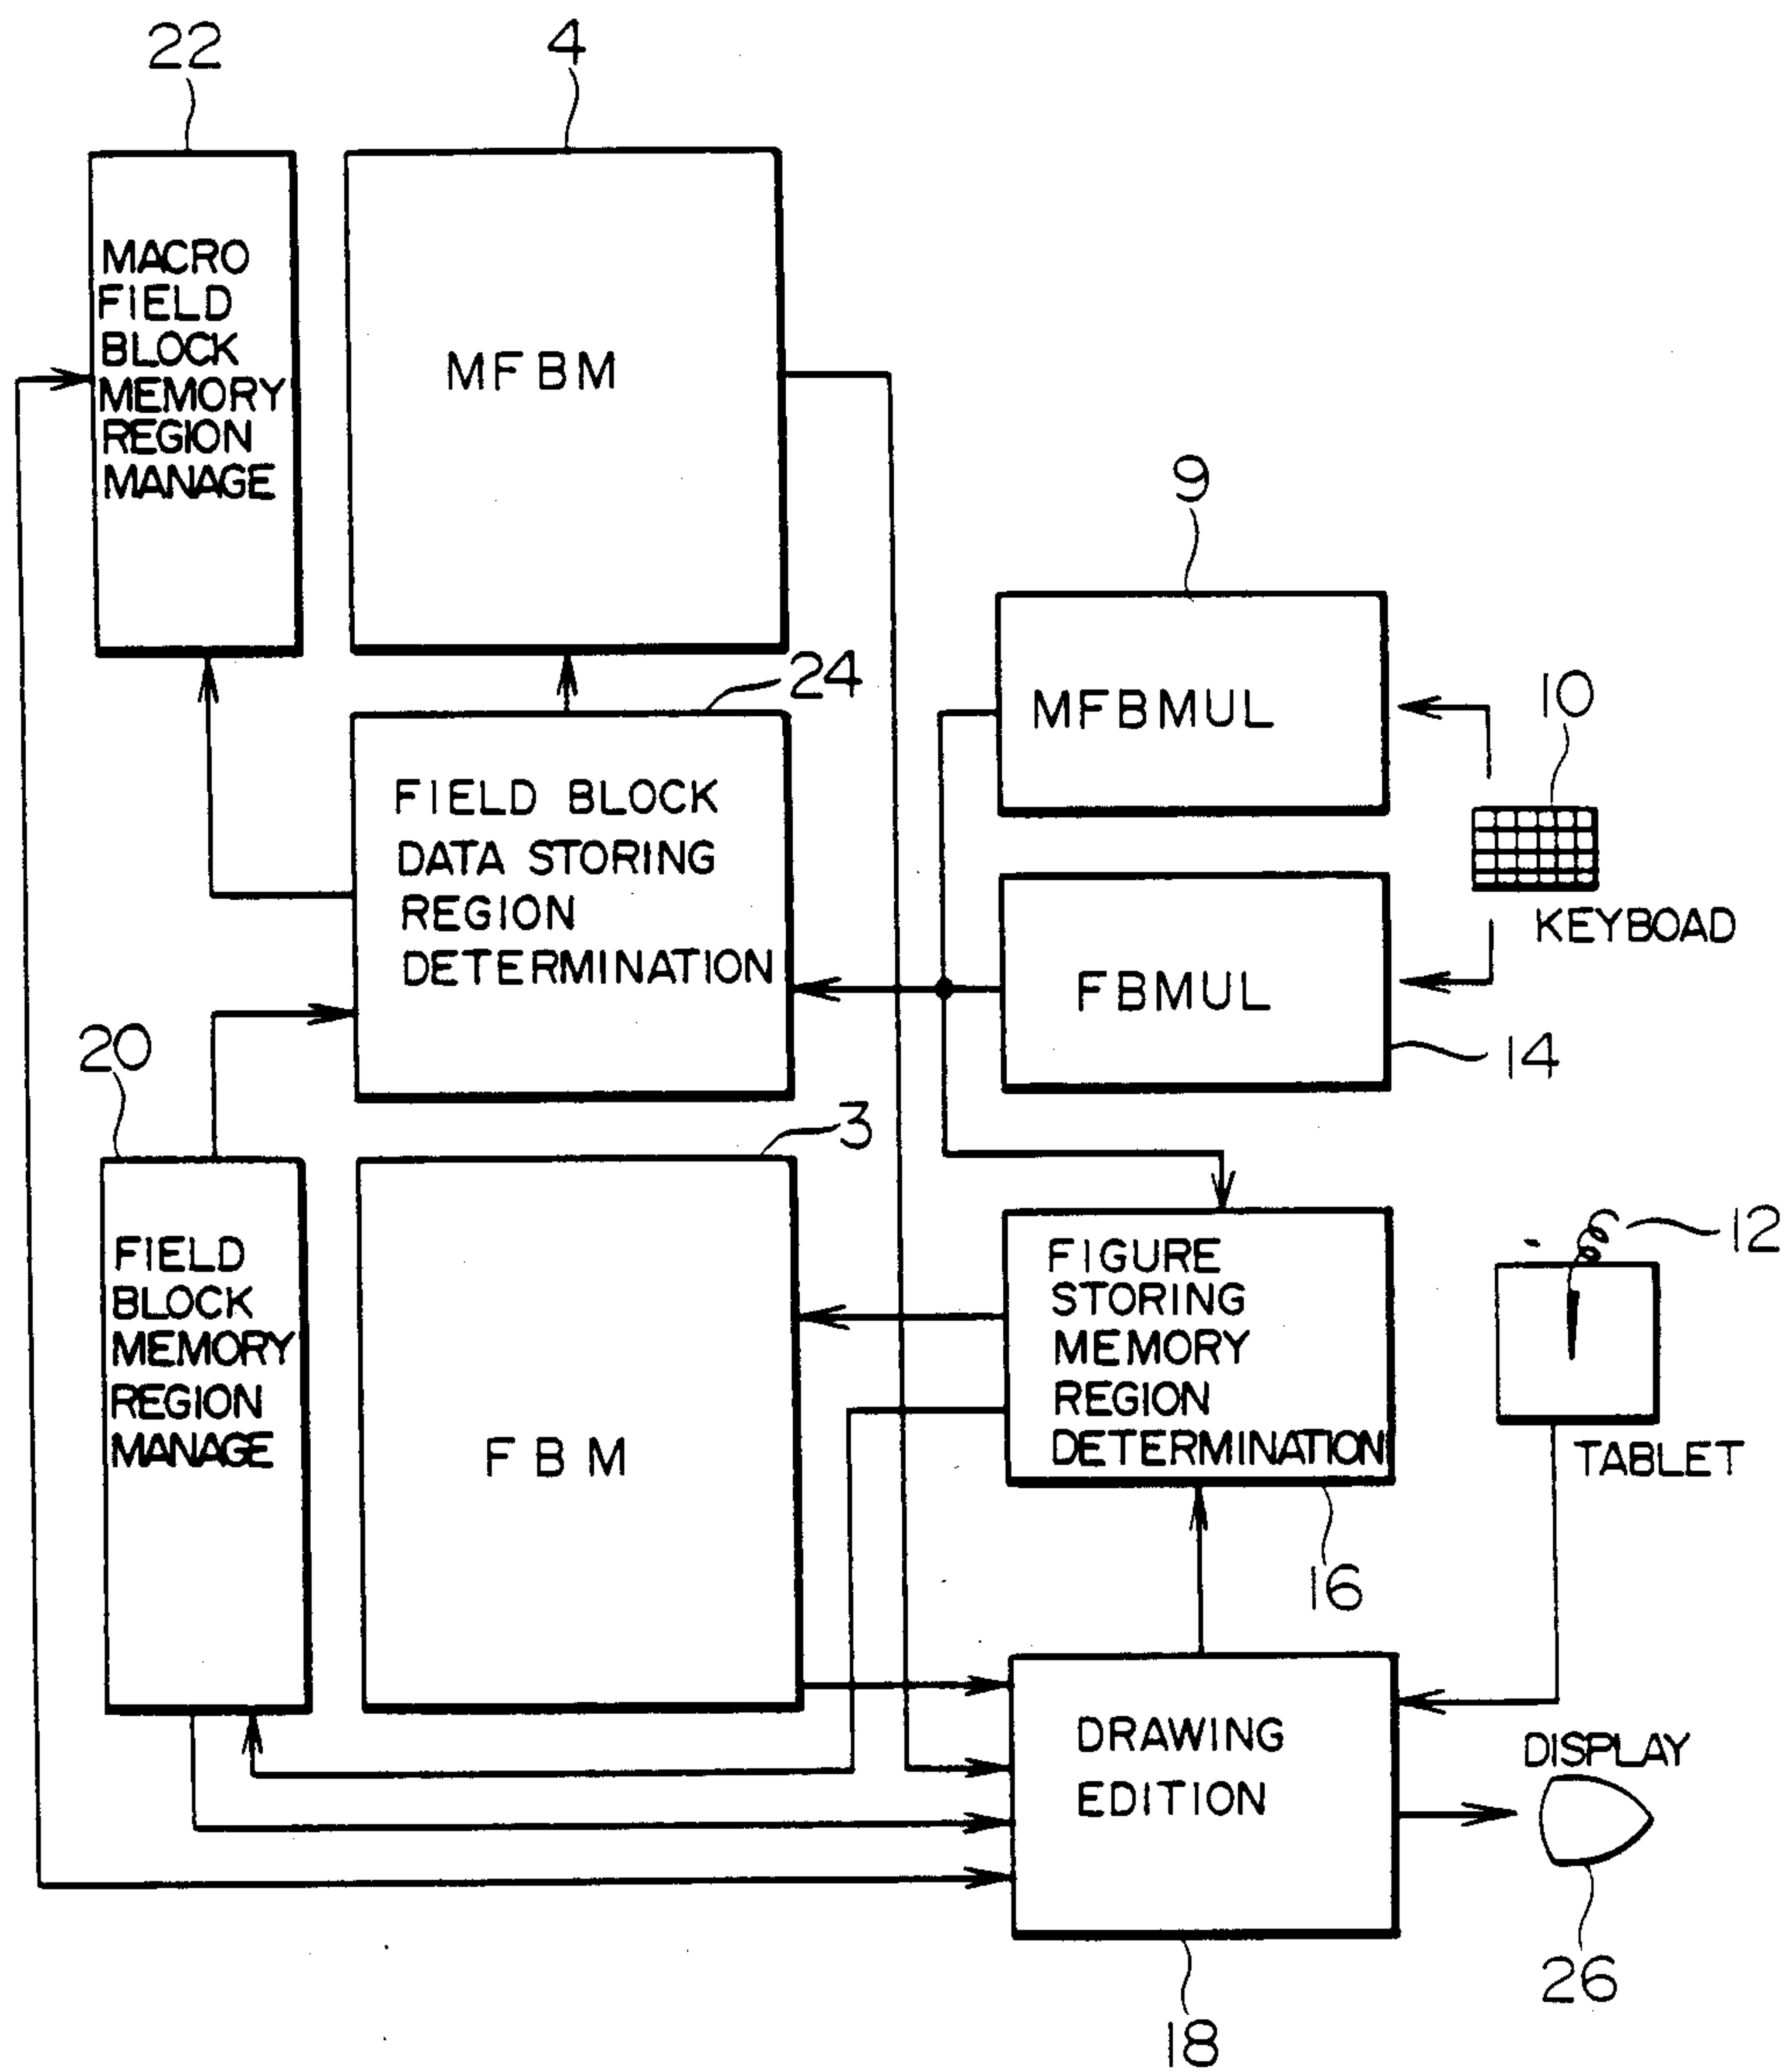 22
4
MACRO
FIELD
BLOCK
MEMORY
REGION
MANAGE
MFBM
9
24
MFBMUL
10
FIELD BLOCK
DATA STORING
REGION
DETERMINATION
KEYBOAD
FBMUL
14
20
3
12
FIELD
BLOCK
MEMORY
REGION
MANAGE
FBM
FIGURE
STORING
MEMORY
REGION
DETERMINATION
TABLET
16
DRAWING
EDITION
DISPLAY
26
18